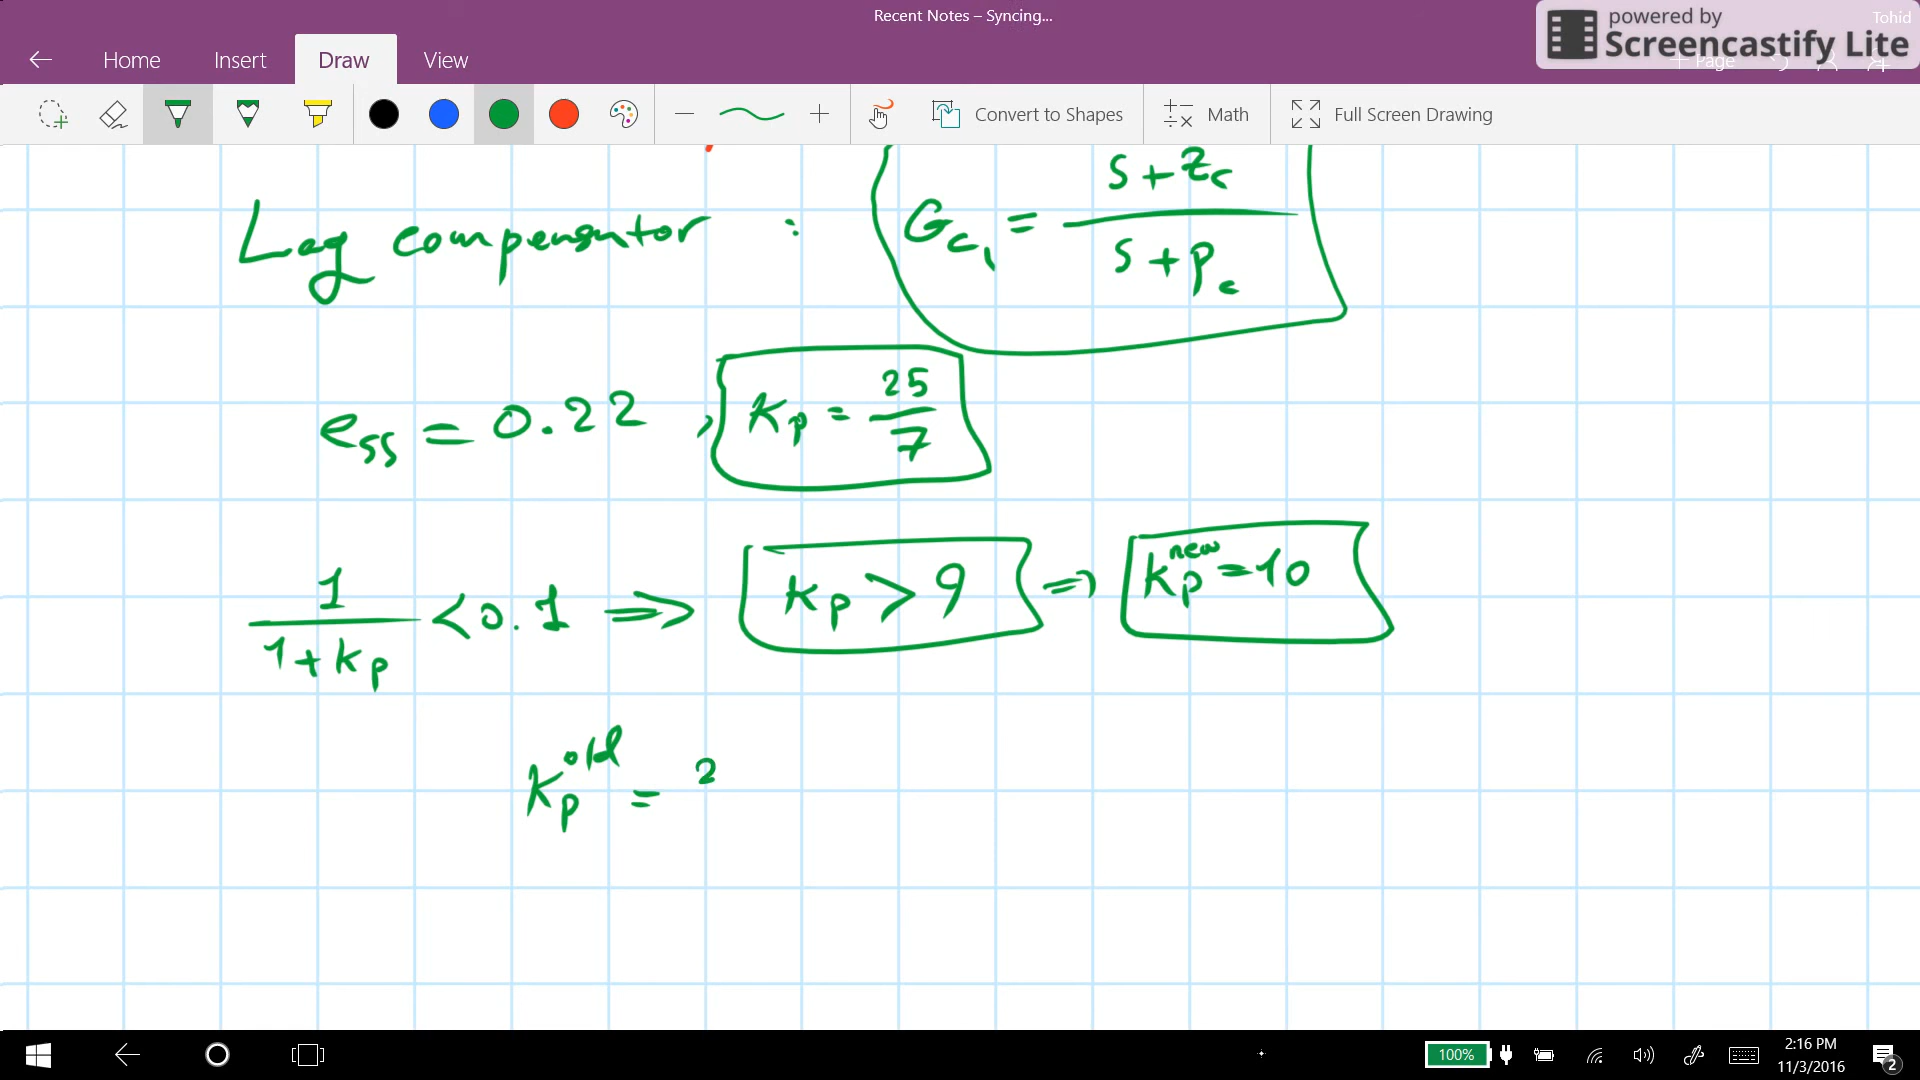 Recent Notes – Syncing...
Tohid
powered by
Screencastify Lite
Home Insert Draw View
+ Page
Convert to Shapes Math Full Screen Drawing
Lag compensator : Gc₁ = (s + zc) / (s + pc)
ess = 0.22 , Kp = 25/7
1/(1+Kp) < 0.1 ⇒ Kp > 9 ⇒ Kp^new = 10
Kp^old = 2
100%
2:16 PM
11/3/2016
2